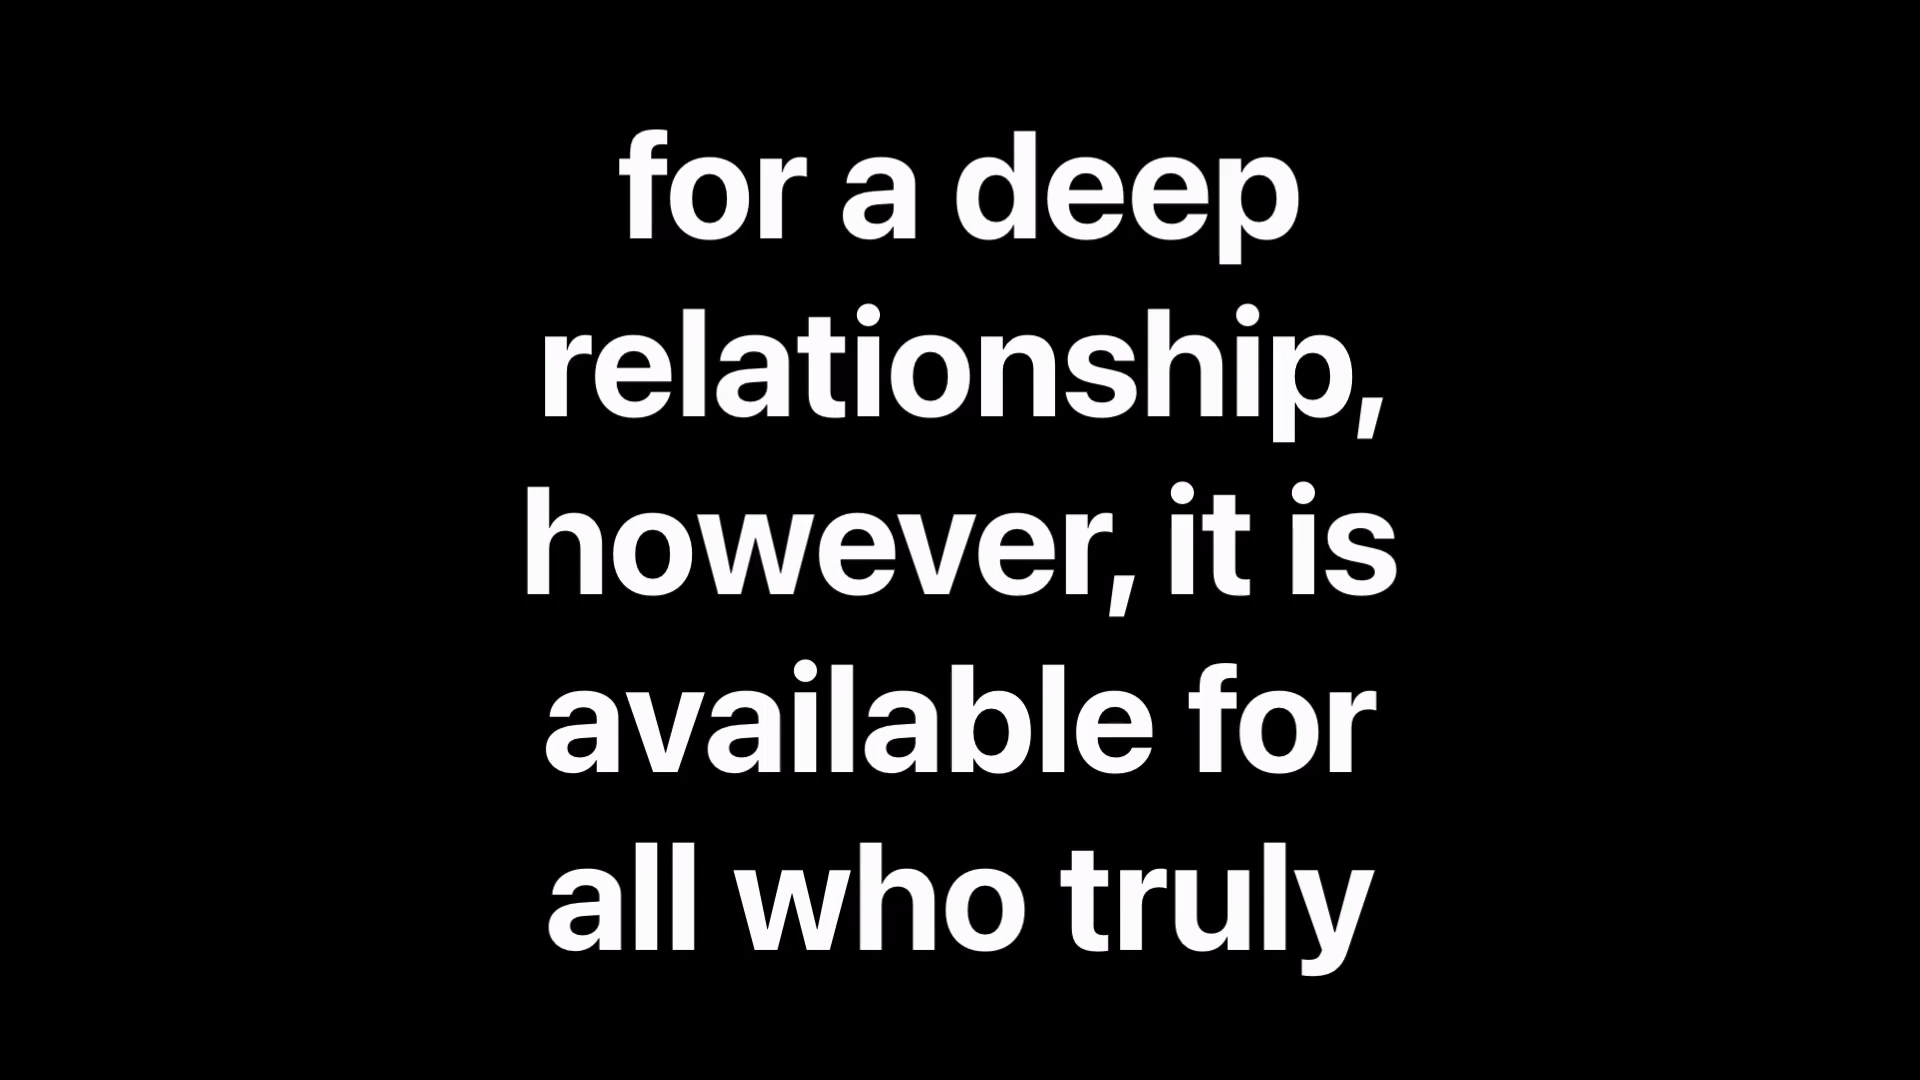 for a deep
relationship,
however, it is
available for
all who truly